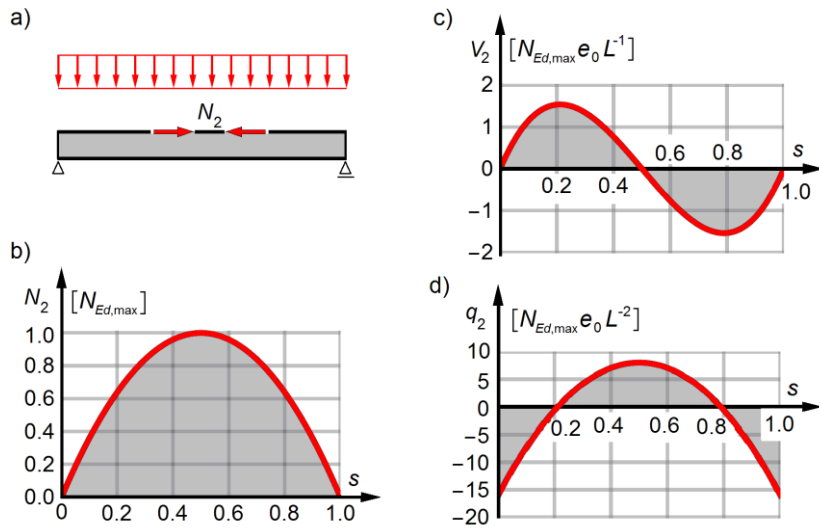 a)
N₂
b)
N₂ [N_Ed,max]
1.0
0.8
0.6
0.4
0.2
0.0
0 0.2 0.4 0.6 0.8 1.0
s
c)
V₂ [N_Ed,max e₀ L⁻¹]
2
1
0
−1
−2
0.2 0.4 0.6 0.8 1.0
s
d)
q₂ [N_Ed,max e₀ L⁻²]
10
5
0
−5
−10
−15
−20
0.2 0.4 0.6 0.8 1.0
s